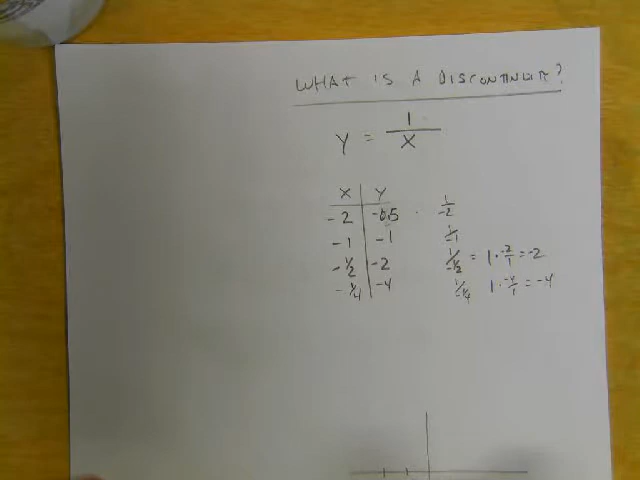 WHAT IS A DISCONTINUITY?
Y = 1/X
X Y
-2 -0.5 1/-2
-1 -1 1/-1
-1/2 -2 1/-1/2 = 1 · -2/1 = -2
-1/4 -4 1/-1/4 1 · -4/1 = -4